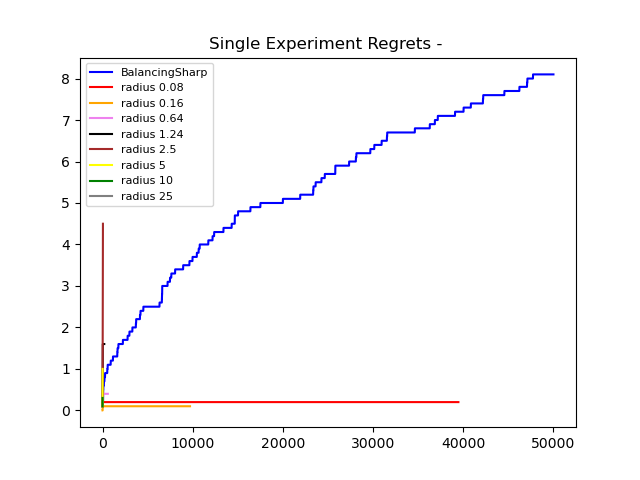 Single Experiment Regrets -
BalancingSharp
radius 0.08
radius 0.16
radius 0.64
radius 1.24
radius 2.5
radius 5
radius 10
radius 25
8
7
6
5
4
3
2
1
0
0 10000 20000 30000 40000 50000